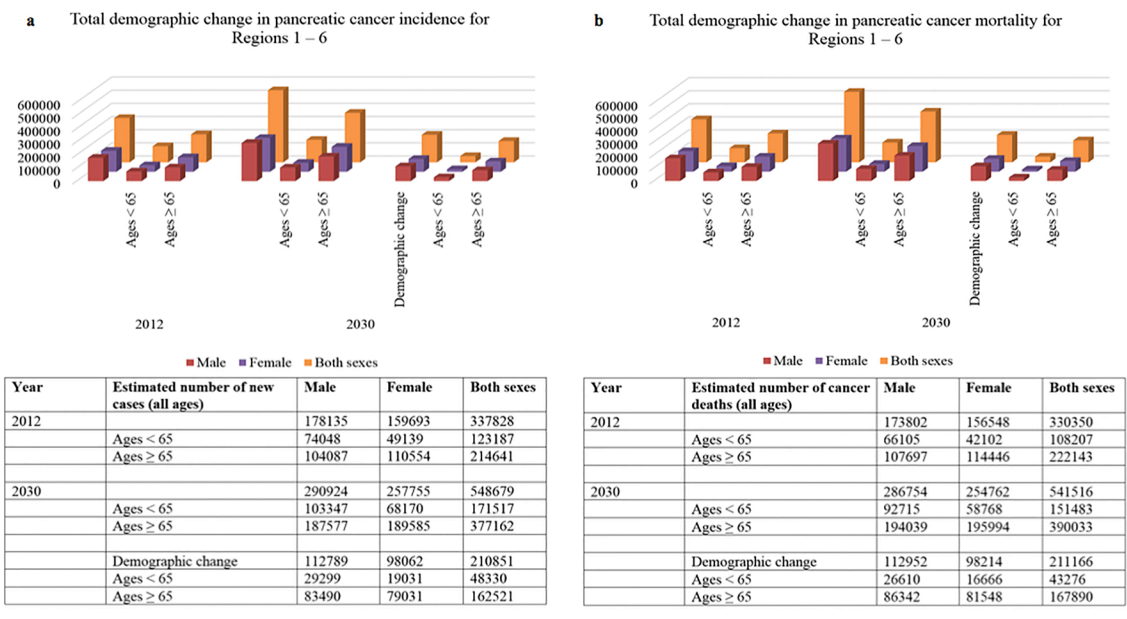 a Total demographic change in pancreatic cancer incidence for
Regions 1 – 6
600000
500000
400000
300000
200000
100000
0
Ages < 65
Ages ≥ 65
Ages < 65
Ages ≥ 65
Demographic change
Ages < 65
Ages ≥ 65
2012 2030
Male Female Both sexes
Year Estimated number of new Male Female Both sexes
cases (all ages)
2012 178135 159693 337828
Ages < 65 74048 49139 123187
Ages ≥ 65 104087 110554 214641
2030 290924 257755 548679
Ages < 65 103347 68170 171517
Ages ≥ 65 187577 189585 377162
Demographic change 112789 98062 210851
Ages < 65 29299 19031 48330
Ages ≥ 65 83490 79031 162521
b Total demographic change in pancreatic cancer mortality for
Regions 1 – 6
600000
500000
400000
300000
200000
100000
0
Ages < 65
Ages ≥ 65
Ages < 65
Ages ≥ 65
Demographic change
Ages < 65
Ages ≥ 65
2012 2030
Male Female Both sexes
Year Estimated number of cancer Male Female Both sexes
deaths (all ages)
2012 173802 156548 330350
Ages < 65 66105 42102 108207
Ages ≥ 65 107697 114446 222143
2030 286754 254762 541516
Ages < 65 92715 58768 151483
Ages ≥ 65 194039 195994 390033
Demographic change 112952 98214 211166
Ages < 65 26610 16666 43276
Ages ≥ 65 86342 81548 167890